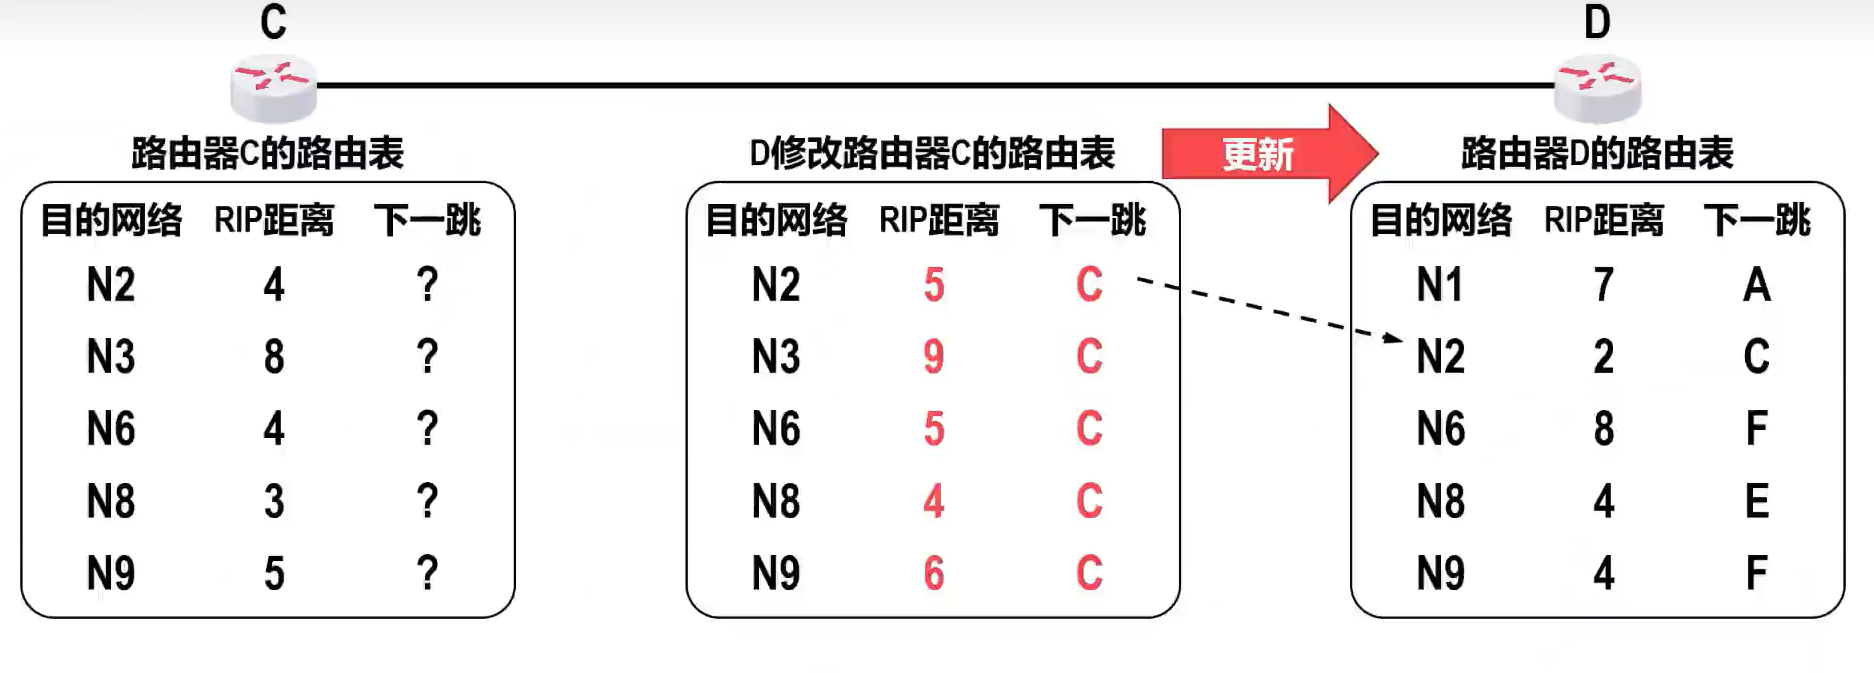 C
D
路由器C的路由表
D修改路由器C的路由表
更新
路由器D的路由表
目的网络 RIP距离 下一跳
N2 4 ?
N3 8 ?
N6 4 ?
N8 3 ?
N9 5 ?
目的网络 RIP距离 下一跳
N2 5 C
N3 9 C
N6 5 C
N8 4 C
N9 6 C
目的网络 RIP距离 下一跳
N1 7 A
N2 2 C
N6 8 F
N8 4 E
N9 4 F